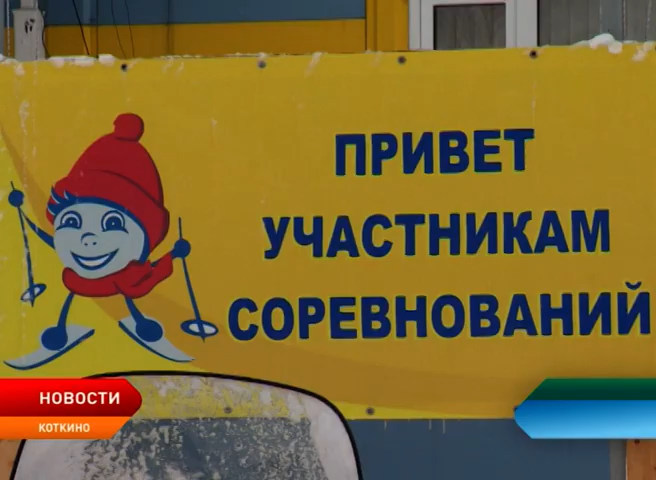 ПРИВЕТ
УЧАСТНИКАМ
СОРЕВНОВАНИЙ
НОВОСТИ
КОТКИНО